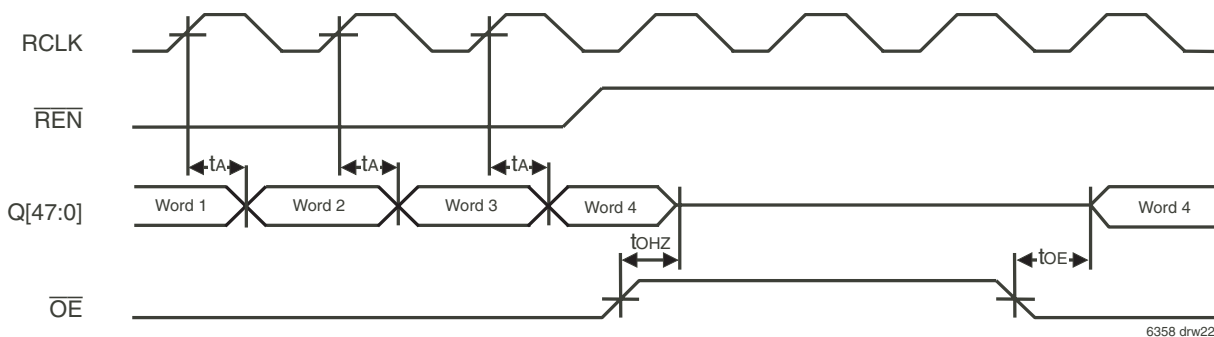 RCLK
REN
tA tA tA
Q[47:0] Word 1 Word 2 Word 3 Word 4 Word 4
tOHZ tOE
OE
6358 drw22